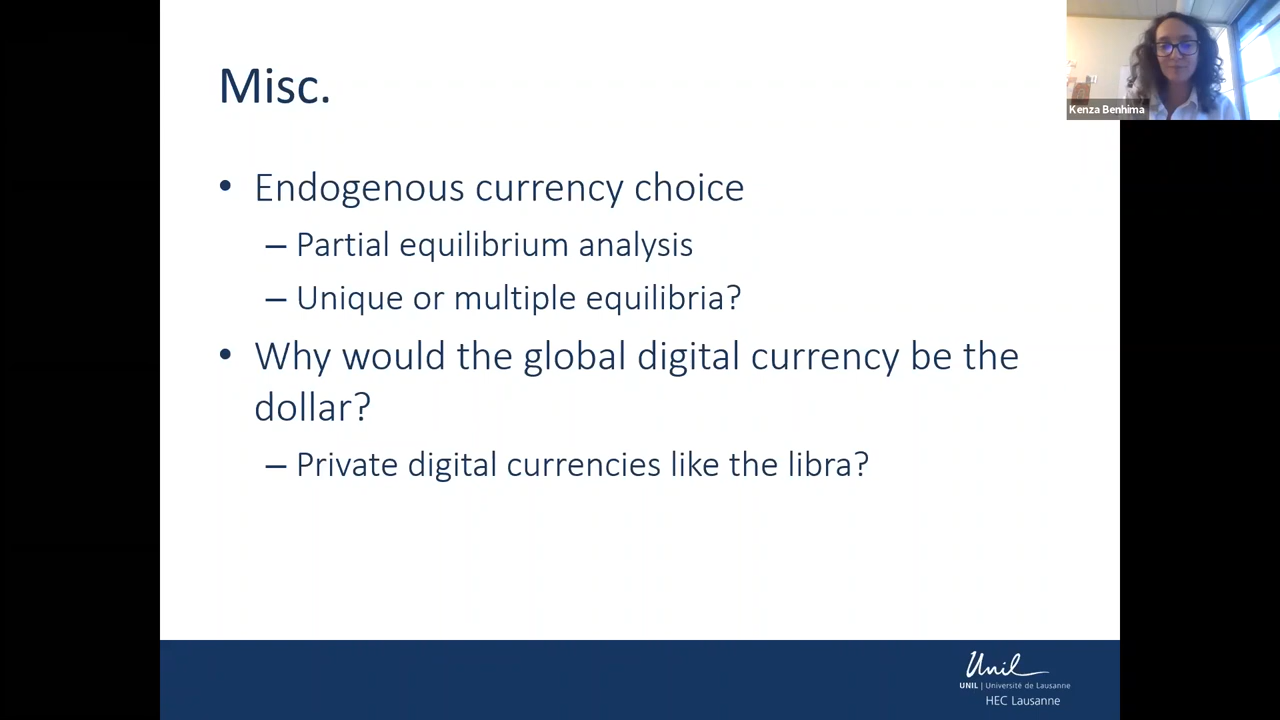 Misc.
• Endogenous currency choice
– Partial equilibrium analysis
– Unique or multiple equilibria?
• Why would the global digital currency be the
dollar?
– Private digital currencies like the libra?
Kenza Benhima
Unil
UNIL | Université de Lausanne
HEC Lausanne